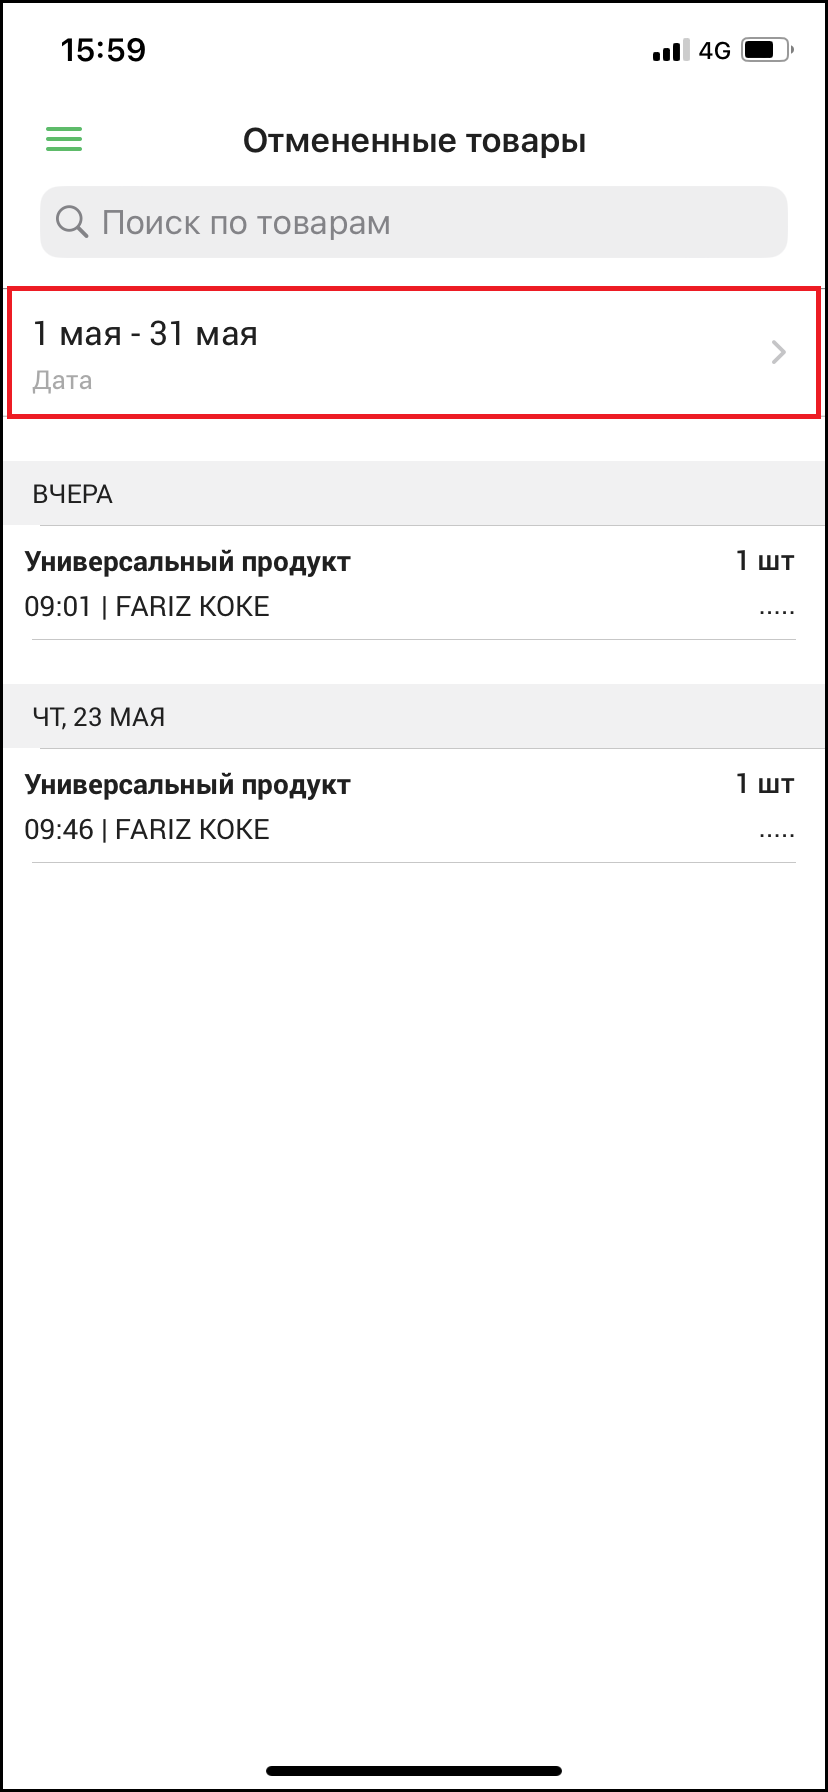 15:59
4G
Отмененные товары
Поиск по товарам
1 мая - 31 мая
Дата
ВЧЕРА
Универсальный продукт 1 шт
09:01 | FARIZ KOKE .....
ЧТ, 23 МАЯ
Универсальный продукт 1 шт
09:46 | FARIZ KOKE .....